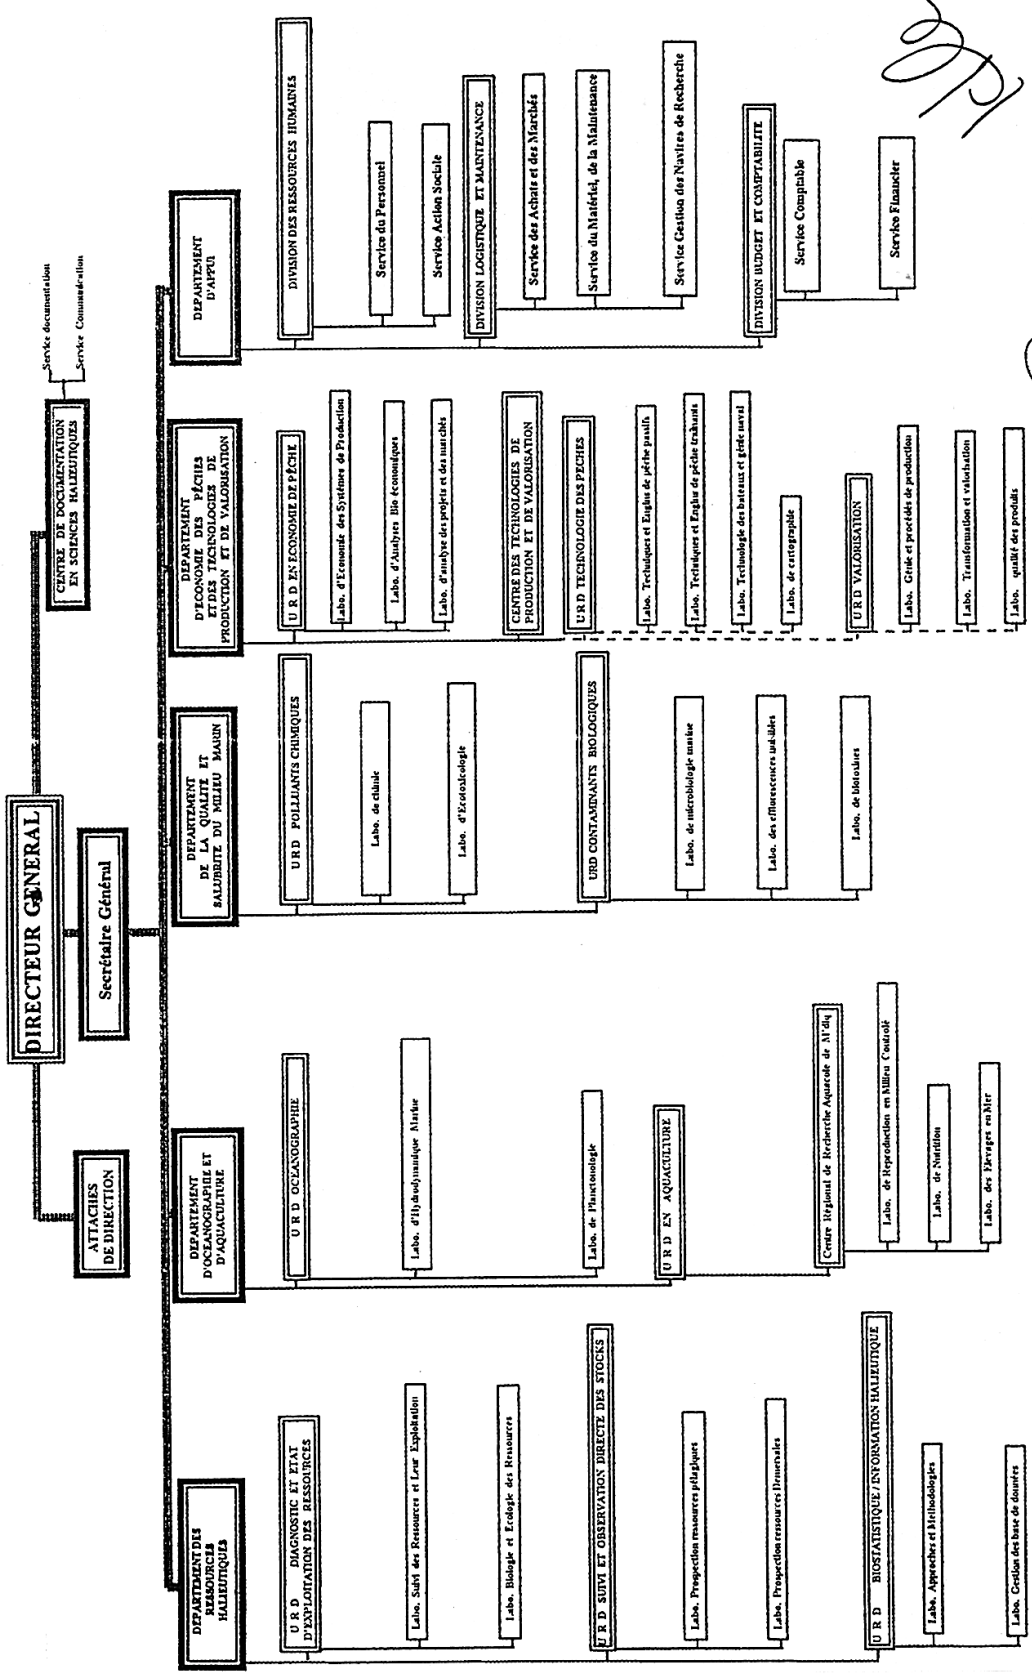 DIRECTEUR GENERAL
ATTACHES
DE DIRECTION
Secrétaire Général
CENTRE DE DOCUMENTATION
EN SCIENCES HALIEUTIQUES
Service documentation
Service Communication
DEPARTEMENT DES
RESSOURCES
HALIEUTIQUES
U R D DIAGNOSTIC ET ETAT
D'EXPLOITATION DES RESSOURCES
Labo. Suivi des Ressources et Leur Exploitation
Labo. Biologie et Ecologie des Ressources
U R D SUIVI ET OBSERVATION DIRECTE DES STOCKS
Labo. Prospection ressources pélagiques
Labo. Prospection ressources Demersales
U R D BIOSTATISTIQUE / INFORMATION HALIEUTIQUE
Labo. Approches et Methodologies
Labo. Gestion des base de données
DEPARTEMENT
D'OCEANOGRAPHIE ET
D'AQUACULTURE
U R D OCEANOGRAPHIE
Labo. d'Hydrodynamique Marine
Labo. de Planctonologie
U R D EN AQUACULTURE
Centre Régional de Recherche Aquacole de M'diq
Labo. de Reproduction en Milieu Controlé
Labo. de Nutrition
Labo. des Elevages en Mer
DEPARTEMENT
DE LA QUALITE ET
SALUBRITE DU MILIEU MARIN
URD POLLUANTS CHIMIQUES
Labo. de chimie
Labo. d'Ecotoxicologie
URD CONTAMINANTS BIOLOGIQUES
Labo. de microbiologie marine
Labo. des efflorescences nuisibles
Labo. de biotoxines
DEPARTEMENT
D'ECONOMIE DES PÊCHES
ET DES TECHNOLOGIES DE
PRODUCTION ET DE VALORISATION
U R D EN ECONOMIE DE PÊCHE
Labo. d'Economie des Systèmes de Production
Labo. d'Analyses Bio économiques
Labo. d'analyse des projets et des marchés
CENTRE DES TECHNOLOGIES DE
PRODUCTION ET DE VALORISATION
U R D TECHNOLOGIE DES PECHES
Labo. Techniques et Engins de pêche passifs
Labo. Techniques et Engins de pêche traînants
Labo. Technologie des bateaux et génie naval
Labo. de cartographie
U R D VALORISATION
Labo. Génie et procédés de production
Labo. Transformation et valorisation
Labo. qualité des produits
DEPARTEMENT
D'APPUI
DIVISION DES RESSOURCES HUMAINES
Service du Personnel
Service Action Sociale
DIVISION LOGISTIQUE ET MAINTENANCE
Service des Achats et des Marchés
Service du Matériel, de la Maintenance
Service Gestion des Navires de Recherche
DIVISION BUDGET ET COMPTABILITE
Service Comptable
Service Financier